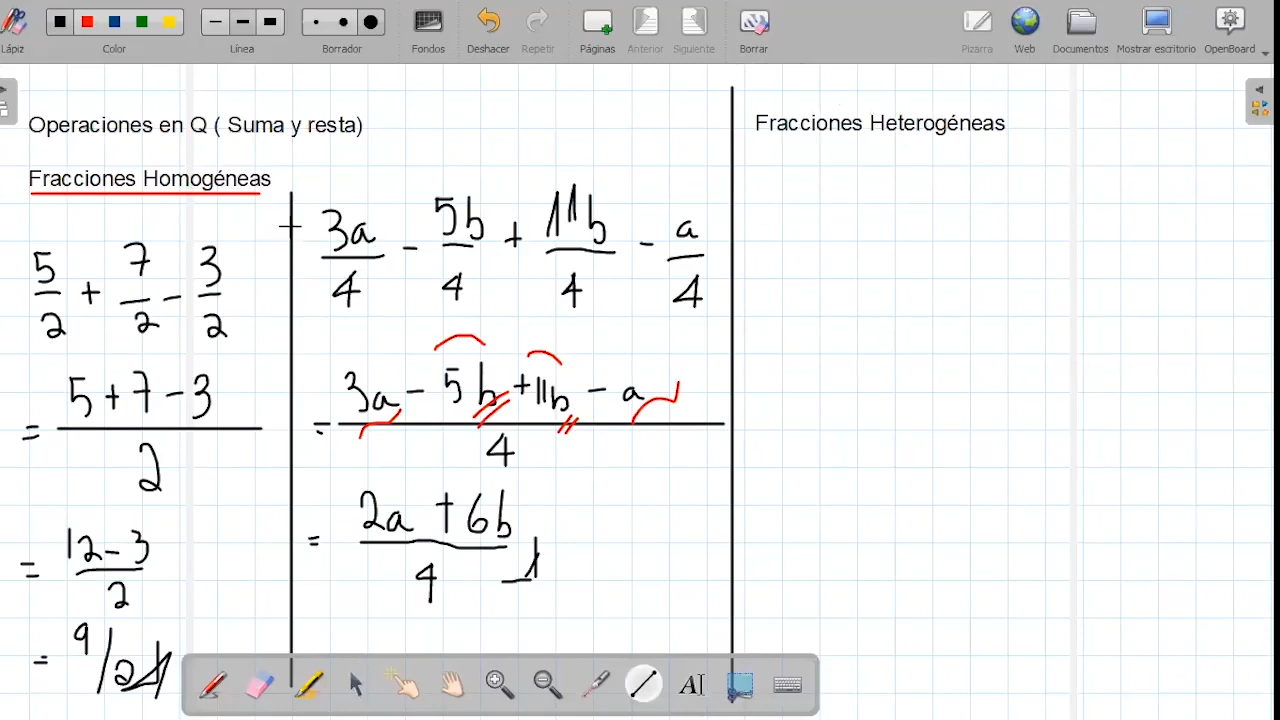 Lápiz Color Línea Borrador Fondos Deshacer Repetir Páginas Anterior Siguiente Borrar Pizarra Web Documentos Mostrar escritorio OpenBoard
Operaciones en Q ( Suma y resta)
Fracciones Homogéneas
5/2 + 7/2 - 3/2
= 5+7-3 / 2
= 12-3 / 2
= 9/2
+ 3a/4 - 5b/4 + 11b/4 - a/4
= 3a - 5b + 11b - a / 4
= 2a + 6b / 4
Fracciones Heterogéneas
AI